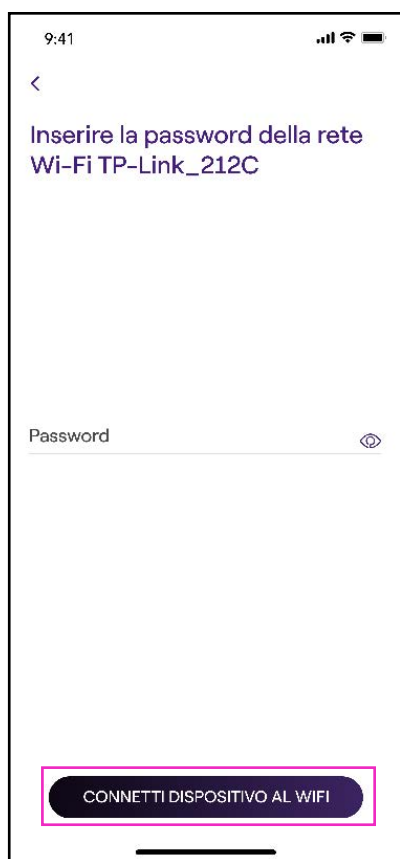 9:41
Inserire la password della rete
Wi-Fi TP-Link_212C
Password
CONNETTI DISPOSITIVO AL WIFI